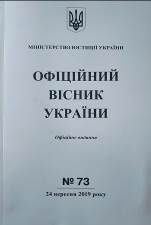 МІНІСТЕРСТВО ЮСТИЦІЇ УКРАЇНИ
ОФІЦІЙНИЙ
ВІСНИК
УКРАЇНИ
Офіційне видання
№ 73
24 вересня 2019 року